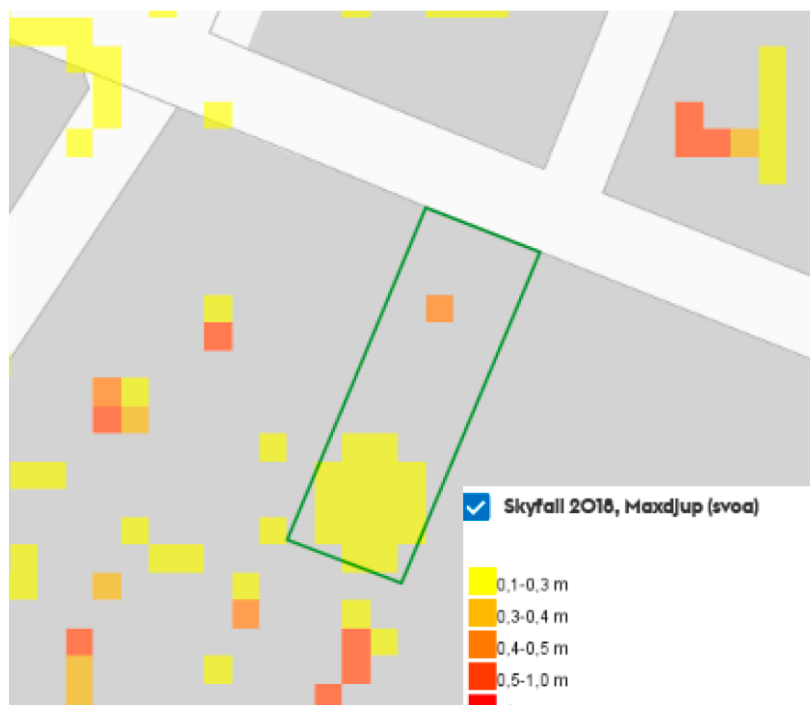 Skyfall 2018, Maxdjup (svoa)
0,1-0,3 m
0,3-0,4 m
0,4-0,5 m
0,5-1,0 m